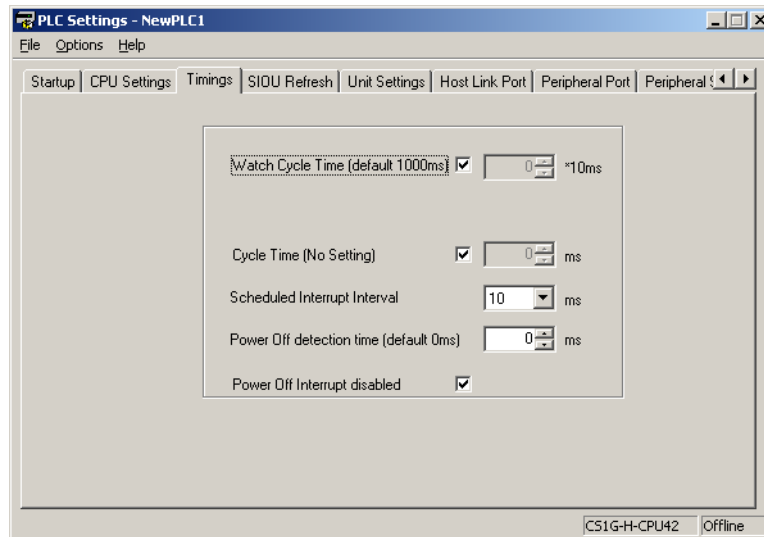 PLC Settings - NewPLC1
File Options Help
Startup CPU Settings Timings SIOU Refresh Unit Settings Host Link Port Peripheral Port Peripheral
Watch Cycle Time (default 1000ms) 0 *10ms
Cycle Time (No Setting) 0 ms
Scheduled Interrupt Interval 10 ms
Power Off detection time (default 0ms) 0 ms
Power Off Interrupt disabled
CS1G-H-CPU42 Offline